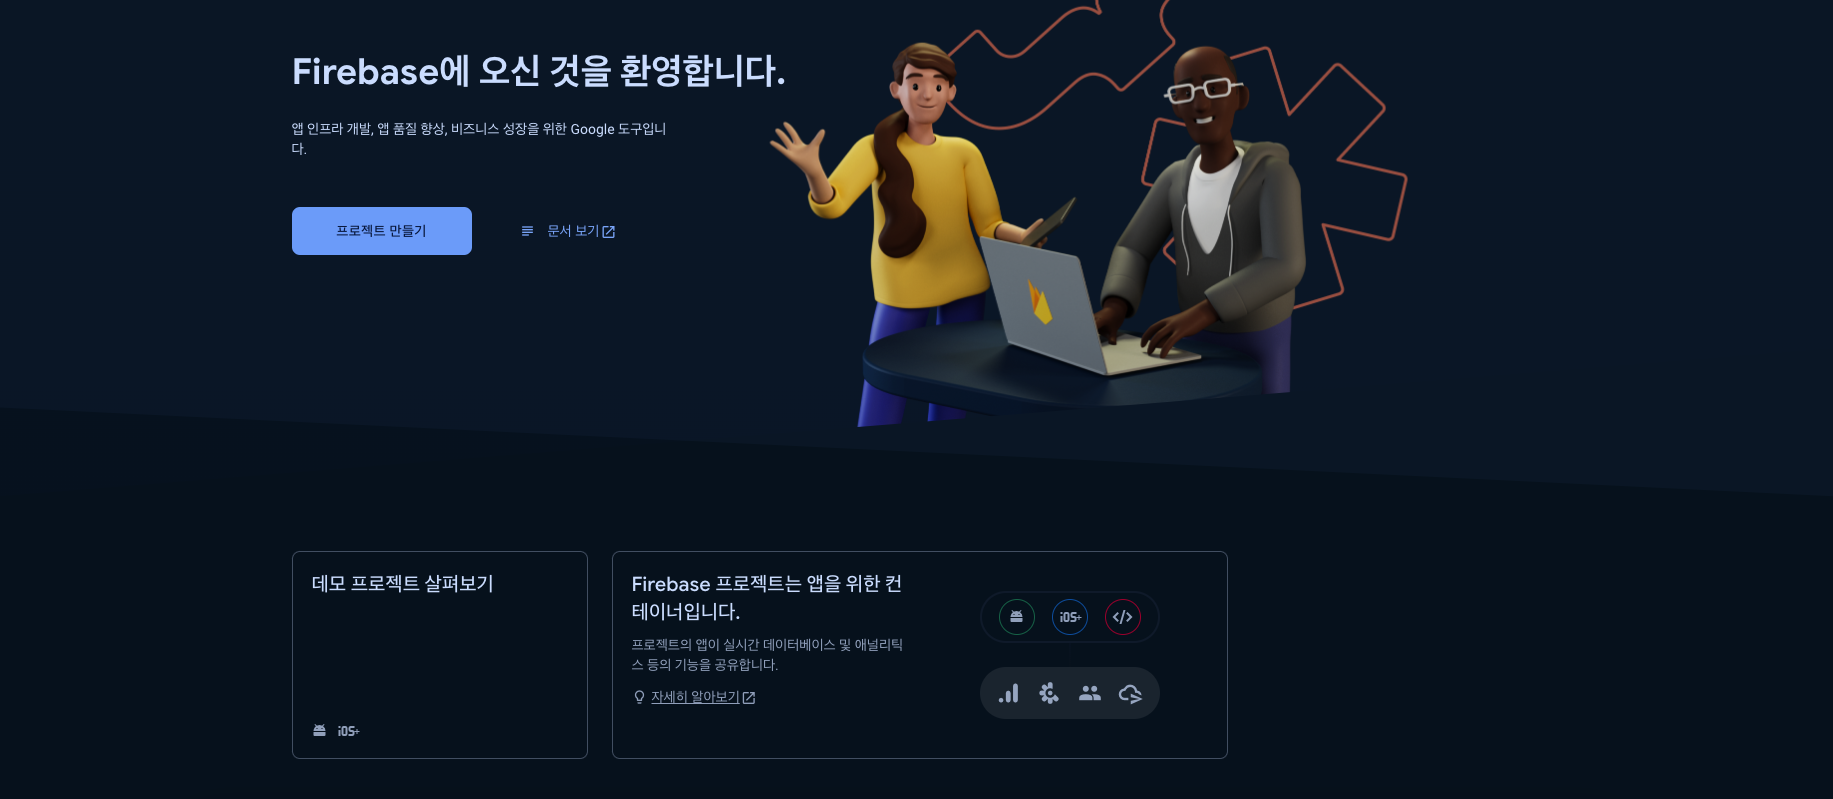 Firebase에 오신 것을 환영합니다.
앱 인프라 개발, 앱 품질 향상, 비즈니스 성장을 위한 Google 도구입니
다.
프로젝트 만들기
문서 보기
데모 프로젝트 살펴보기
iOS+
Firebase 프로젝트는 앱을 위한 컨
테이너입니다.
프로젝트의 앱이 실시간 데이터베이스 및 애널리틱
스 등의 기능을 공유합니다.
자세히 알아보기
iOS+